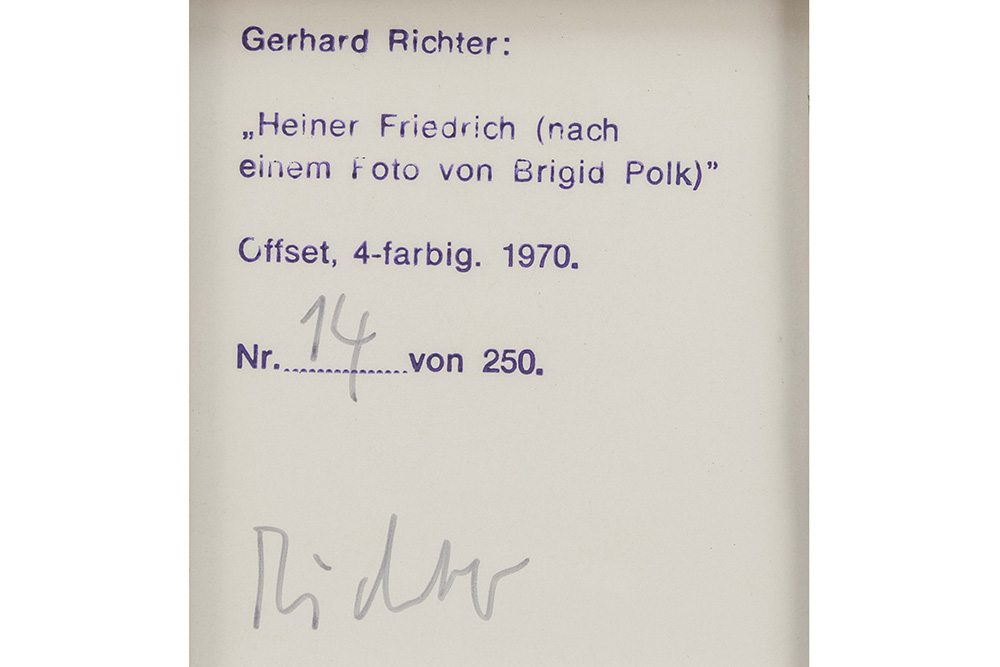 Gerhard Richter:
„Heiner Friedrich (nach
einem Foto von Brigid Polk)”
Offset, 4-farbig. 1970.
Nr. 14 von 250.
Richter